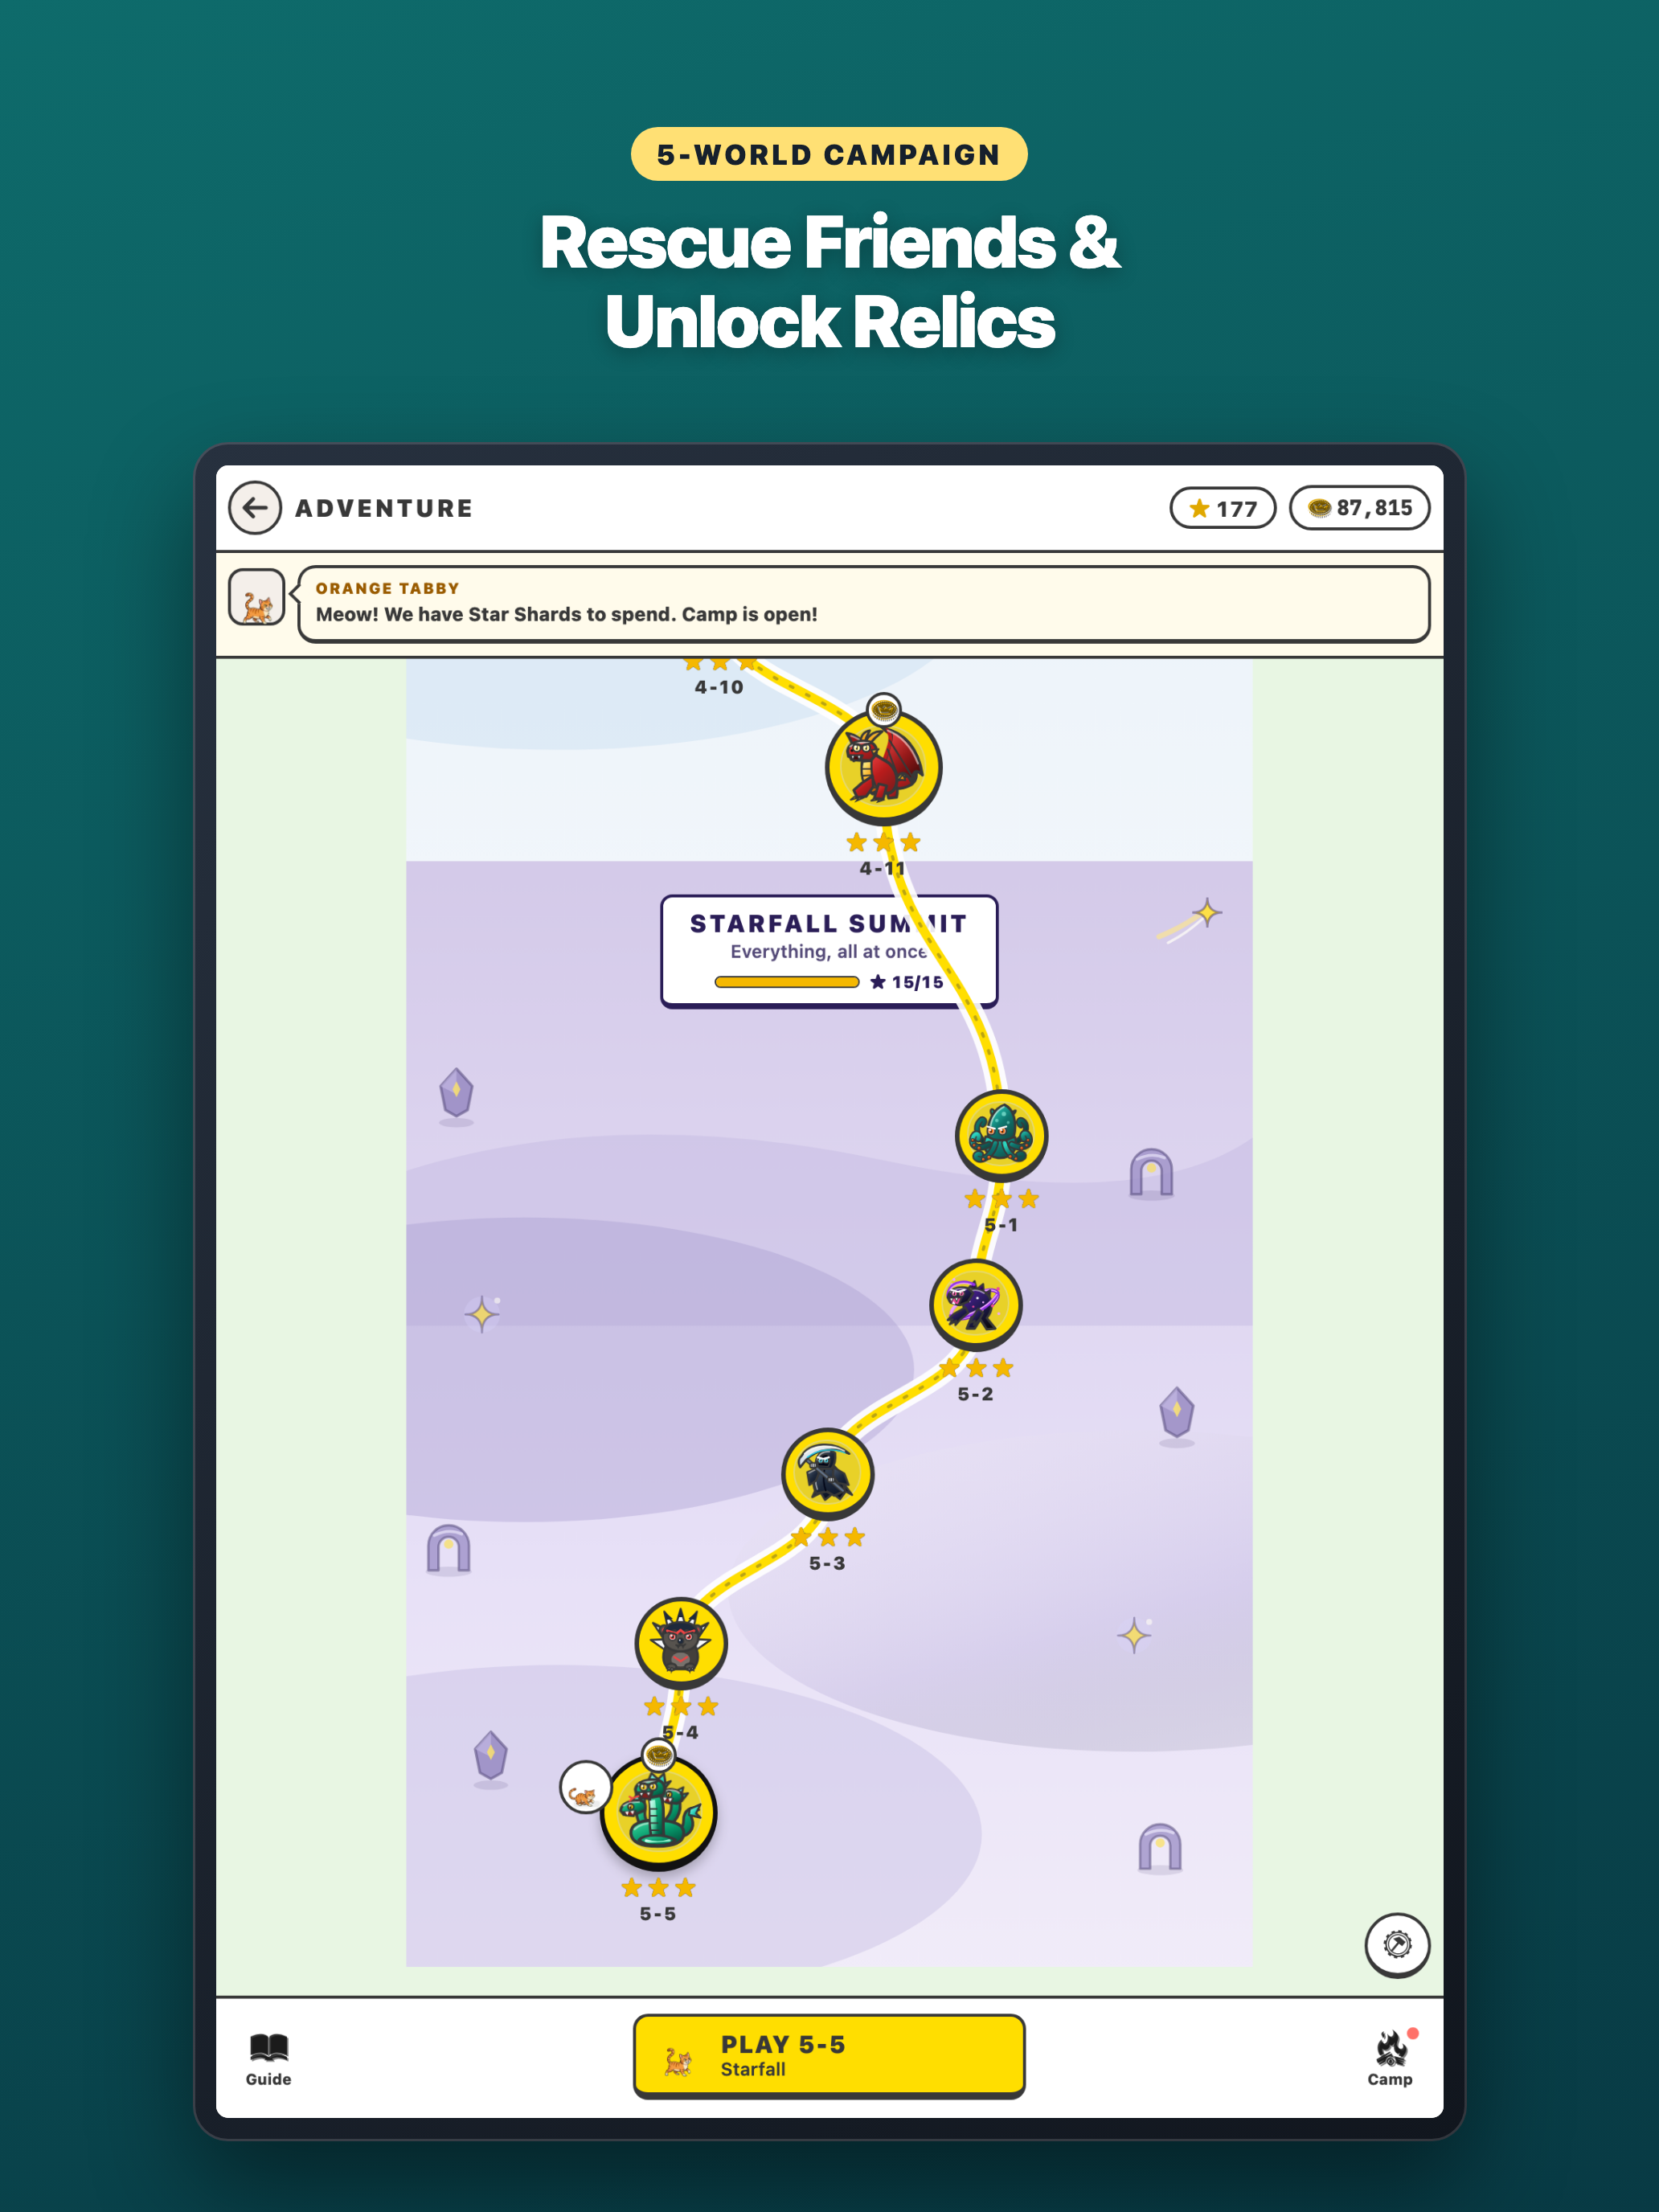 5-WORLD CAMPAIGN
Rescue Friends &
Unlock Relics
ADVENTURE
177
87,815
ORANGE TABBY
Meow! We have Star Shards to spend. Camp is open!
4-10
4-11
STARFALL SUMMIT
Everything, all at once
15/15
5-1
5-2
5-3
5-4
5-5
Guide
PLAY 5-5
Starfall
Camp